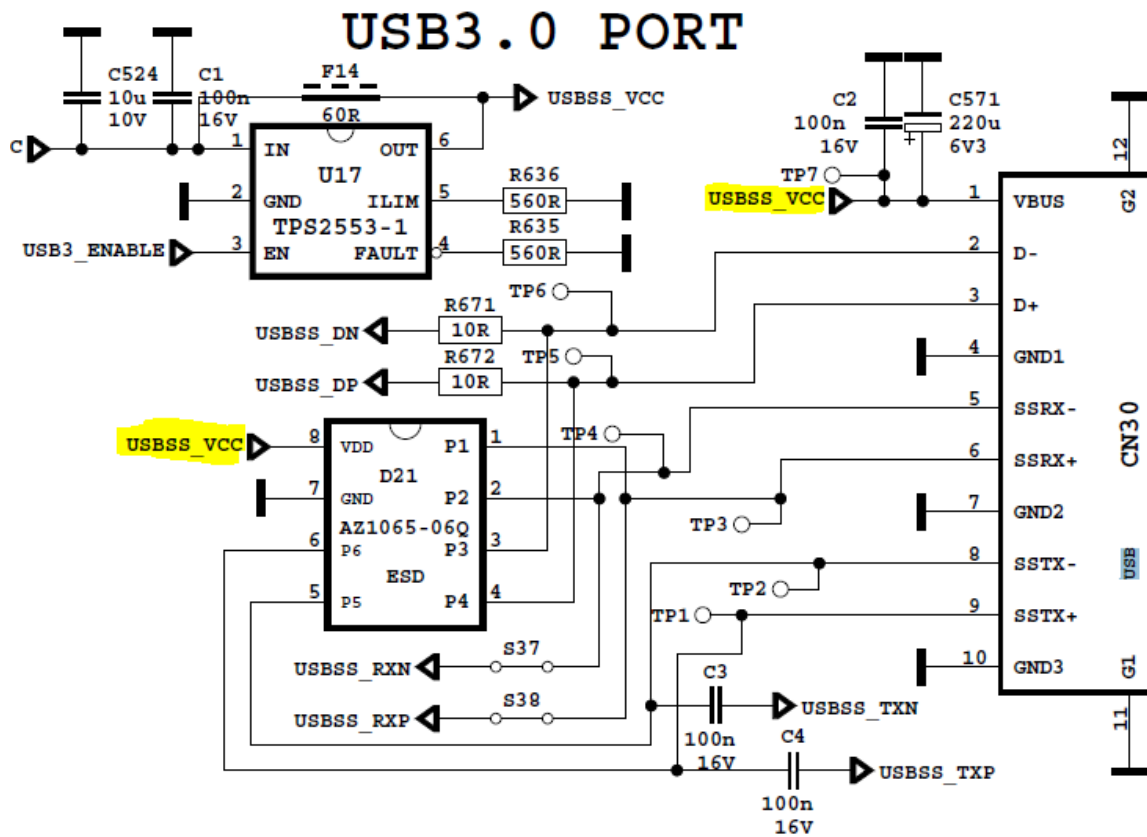 USB3.0 PORT
C524
10u
10V
C1
100n
16V
F14
60R
USBSS_VCC
C
1 IN
OUT 6
U17
2 GND
ILIM 5
TPS2553-1
USB3_ENABLE
3 EN
FAULT 4
R636
560R
R635
560R
C2
100n
16V
C571
220u
6V3
+
TP7
USBSS_VCC
12
G2
1 VBUS
2 D-
3 D+
4 GND1
5 SSRX-
6 SSRX+
7 GND2
8 SSTX-
9 SSTX+
10 GND3
CN30
USB
G1
11
TP6
R671
10R
USBSS_DN
TP5
R672
10R
USBSS_DP
USBSS_VCC
8 VDD
P1 1
D21
7 GND
P2 2
AZ1065-06Q
6 P6
P3 3
ESD
5 P5
P4 4
TP4
TP3
TP2
TP1
USBSS_RXN
S37
USBSS_RXP
S38
C3
100n
16V
USBSS_TXN
C4
100n
16V
USBSS_TXP